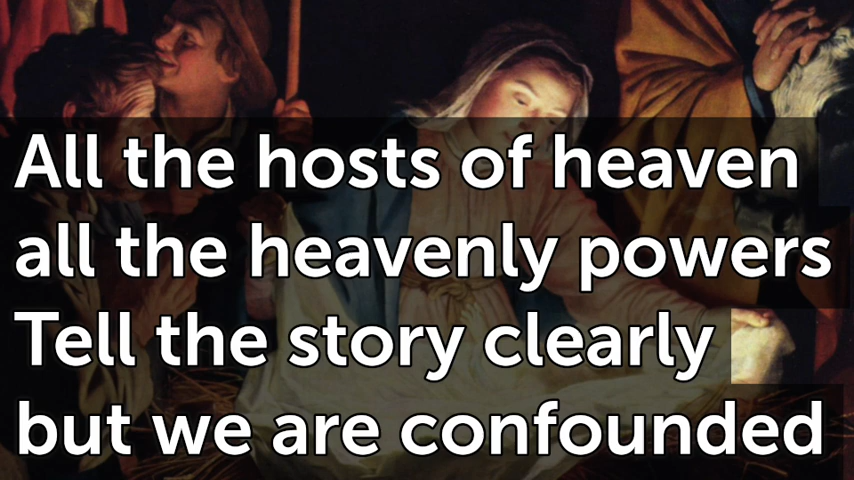 All the hosts of heaven
all the heavenly powers
Tell the story clearly
but we are confounded